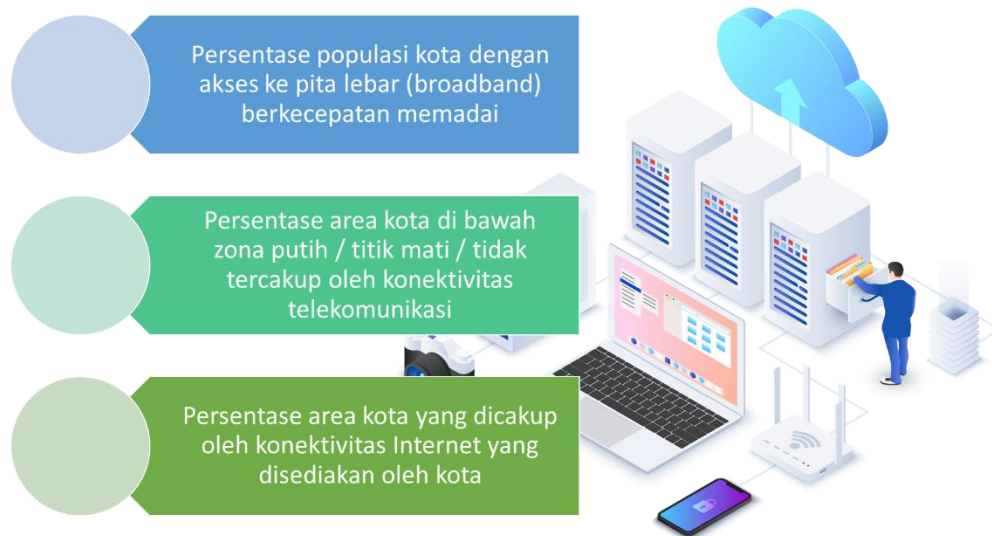 Persentase populasi kota dengan
akses ke pita lebar (broadband)
berkecepatan memadai
Persentase area kota di bawah
zona putih / titik mati / tidak
tercakup oleh konektivitas
telekomunikasi
Persentase area kota yang dicakup
oleh konektivitas Internet yang
disediakan oleh kota